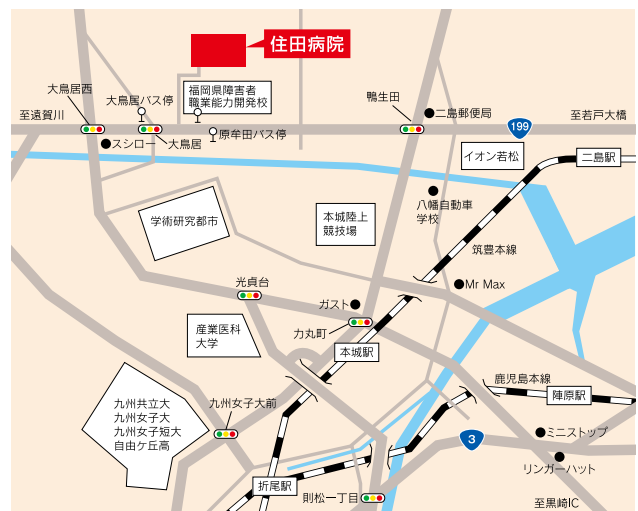 住田病院
大鳥居西
大鳥居バス停
福岡県障害者
職業能力開発校
鴨生田
二島郵便局
至遠賀川
至若戸大橋
199
スシロー
大鳥居
原牟田バス停
イオン若松
二島駅
学術研究都市
本城陸上
競技場
八幡自動車
学校
筑豊本線
光貞台
ガスト
Mr Max
産業医科
大学
力丸町
本城駅
鹿児島本線
陣原駅
九州共立大
九州女子大
九州女子短大
自由ケ丘高
九州女子大前
3
ミニストップ
リンガーハット
折尾駅
則松一丁目
至黒崎IC